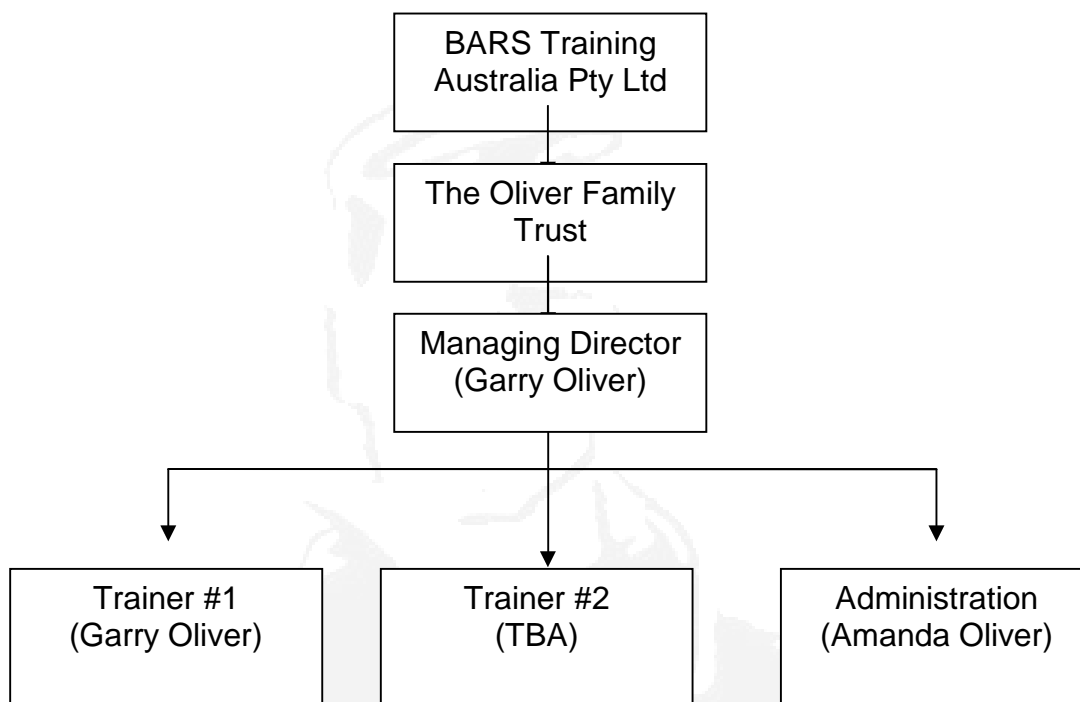 BARS Training
Australia Pty Ltd
The Oliver Family
Trust
Managing Director
(Garry Oliver)
Trainer #1
(Garry Oliver)
Trainer #2
(TBA)
Administration
(Amanda Oliver)